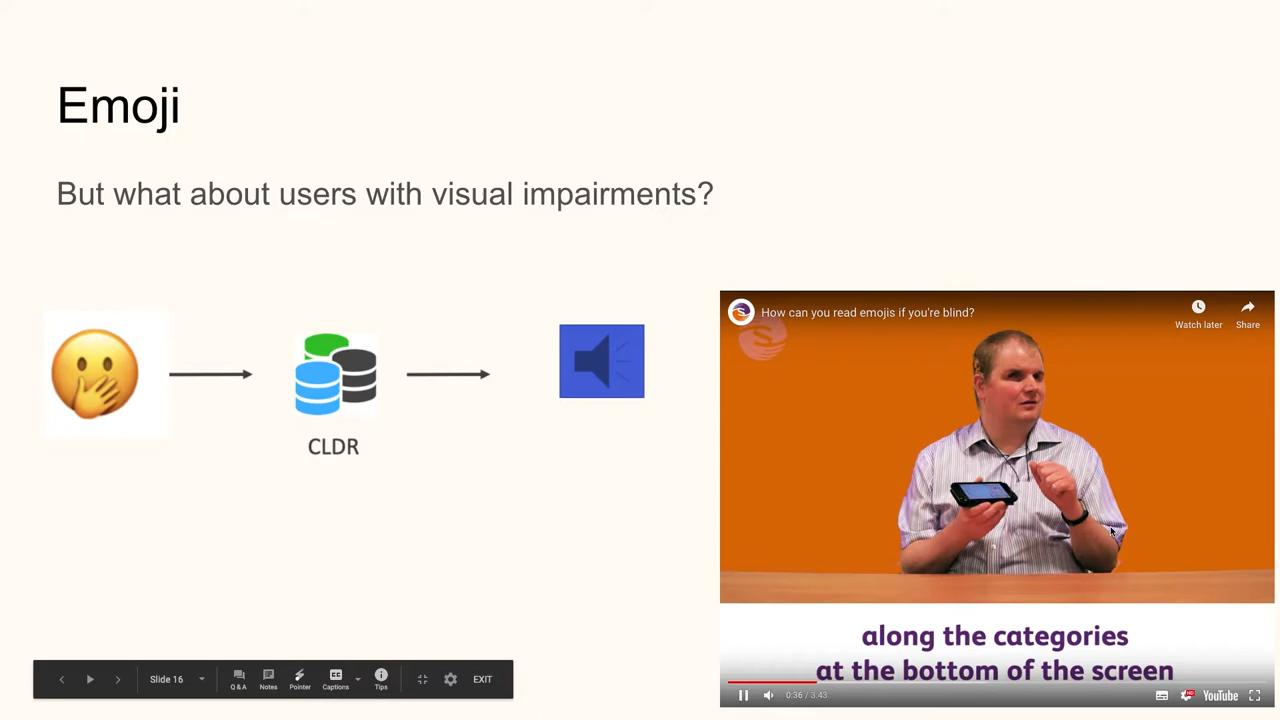 Emoji
But what about users with visual impairments?
CLDR
How can you read emojis if you're blind?
Watch later
Share
along the categories
at the bottom of the screen
0:36 / 3:43
HD
YouTube
Slide 16
Q & A
Notes
Pointer
Captions
Tips
EXIT